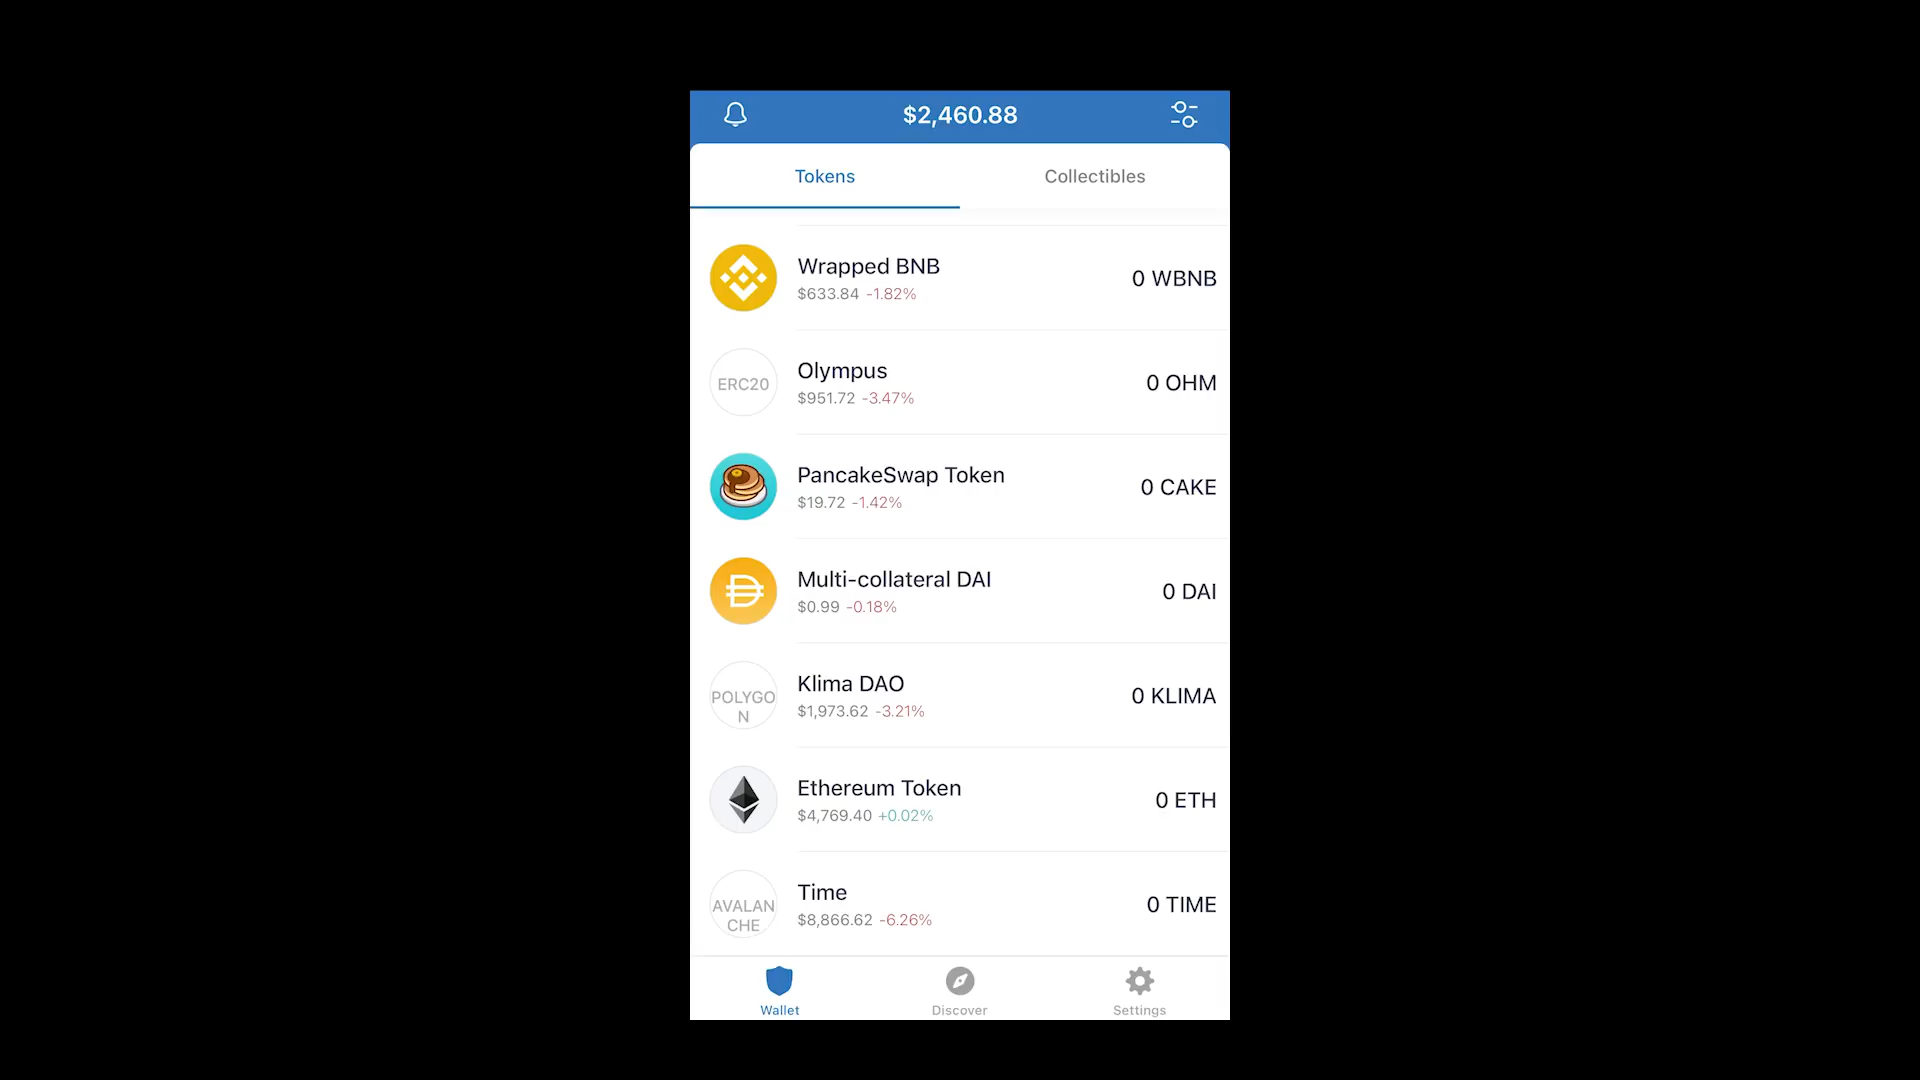 $2,460.88
Tokens
Collectibles
Wrapped BNB
$633.84 -1.82%
0 WBNB
ERC20
Olympus
$951.72 -3.47%
0 OHM
PancakeSwap Token
$19.72 -1.42%
0 CAKE
Multi-collateral DAI
$0.99 -0.18%
0 DAI
POLYGO
N
Klima DAO
$1,973.62 -3.21%
0 KLIMA
Ethereum Token
$4,769.40 +0.02%
0 ETH
AVALAN
CHE
Time
$8,866.62 -6.26%
0 TIME
Wallet
Discover
Settings